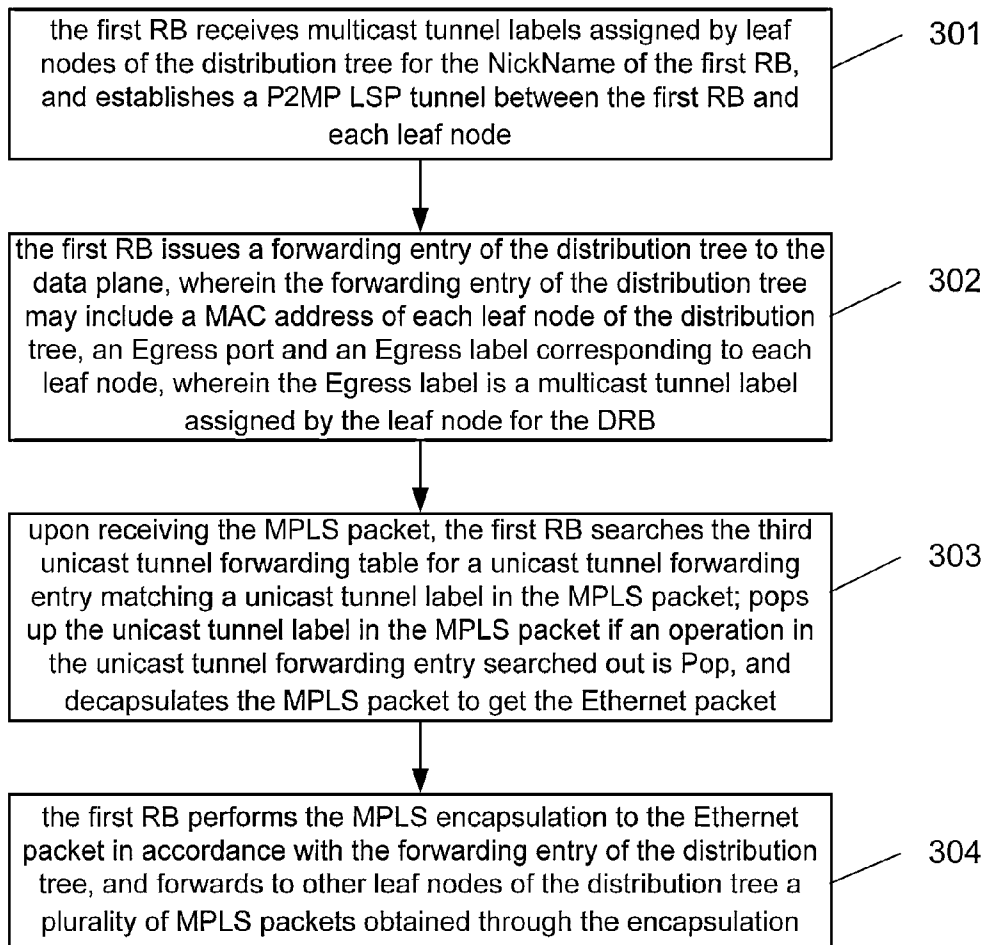 the first RB receives multicast tunnel labels assigned by leaf
nodes of the distribution tree for the NickName of the first RB,
and establishes a P2MP LSP tunnel between the first RB and
each leaf node
301
the first RB issues a forwarding entry of the distribution tree to the
data plane, wherein the forwarding entry of the distribution tree
may include a MAC address of each leaf node of the distribution
tree, an Egress port and an Egress label corresponding to each
leaf node, wherein the Egress label is a multicast tunnel label
assigned by the leaf node for the DRB
302
upon receiving the MPLS packet, the first RB searches the third
unicast tunnel forwarding table for a unicast tunnel forwarding
entry matching a unicast tunnel label in the MPLS packet; pops
up the unicast tunnel label in the MPLS packet if an operation in
the unicast tunnel forwarding entry searched out is Pop, and
decapsulates the MPLS packet to get the Ethernet packet
303
the first RB performs the MPLS encapsulation to the Ethernet
packet in accordance with the forwarding entry of the distribution
tree, and forwards to other leaf nodes of the distribution tree a
plurality of MPLS packets obtained through the encapsulation
304